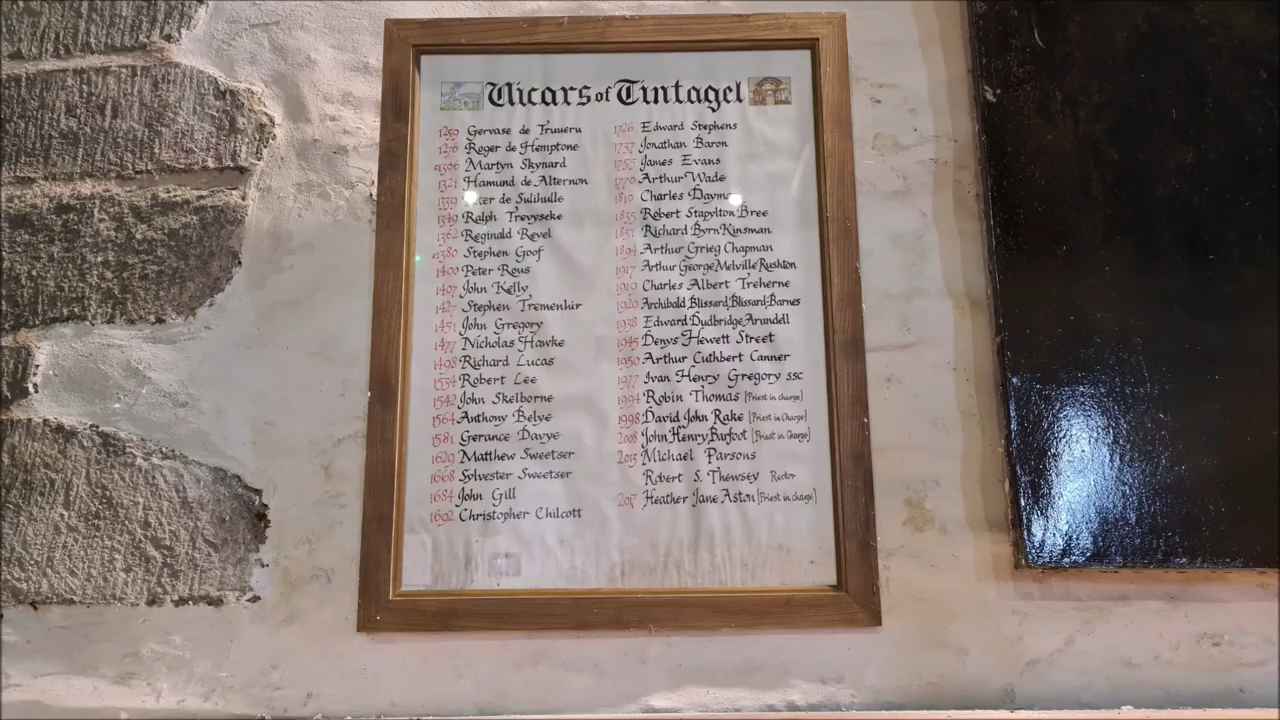 Vicars of Tintagel
1259 Gervase de Truueru
1276 Roger de Hemptone
c1306 Martyn Skynard
1321 Hamund de Alternon
1339 de Sulihulle
1349 Ralph Trevyseke
1362 Reginald Revel
c1380 Stephen Goof
1400 Peter Rous
1407 John Kelly
1427 Stephen Tremenhir
1451 John Gregory
1477 Nicholas Hawke
1498 Richard Lucas
1534 Robert Lee
1542 John Skelborne
1564 Anthony Belye
1581 Gerance Davye
1629 Matthew Sweetser
1668 Sylvester Sweetser
1684 John Gill
1692 Christopher Chilcott
1726 Edward Stephens
1737 Jonathan Baron
1755 James Evans
1770 Arthur Wade
1810 Charles
1835 Robert Stapylton Bree
1851 Richard Byrn Kinsman
1894 Arthur Grieg Chapman
1917 Arthur George Melville Rushton
1919 Charles Albert Treherne
1920 Archibald Blissard Blissard-Barnes
1938 Edward Dudbridge Arundell
1945 Denys Hewett Street
1950 Arthur Cuthbert Canner
1977 Ivan Henry Gregory SSC
1994 Robin Thomas [Priest in charge]
1998 David John Rake [Priest in Charge]
2008 John Henry Barfoot [Priest in Charge]
2013 Michael Parsons
Robert S. Thewsey Rector
2017 Heather Jane Aston [Priest in charge]